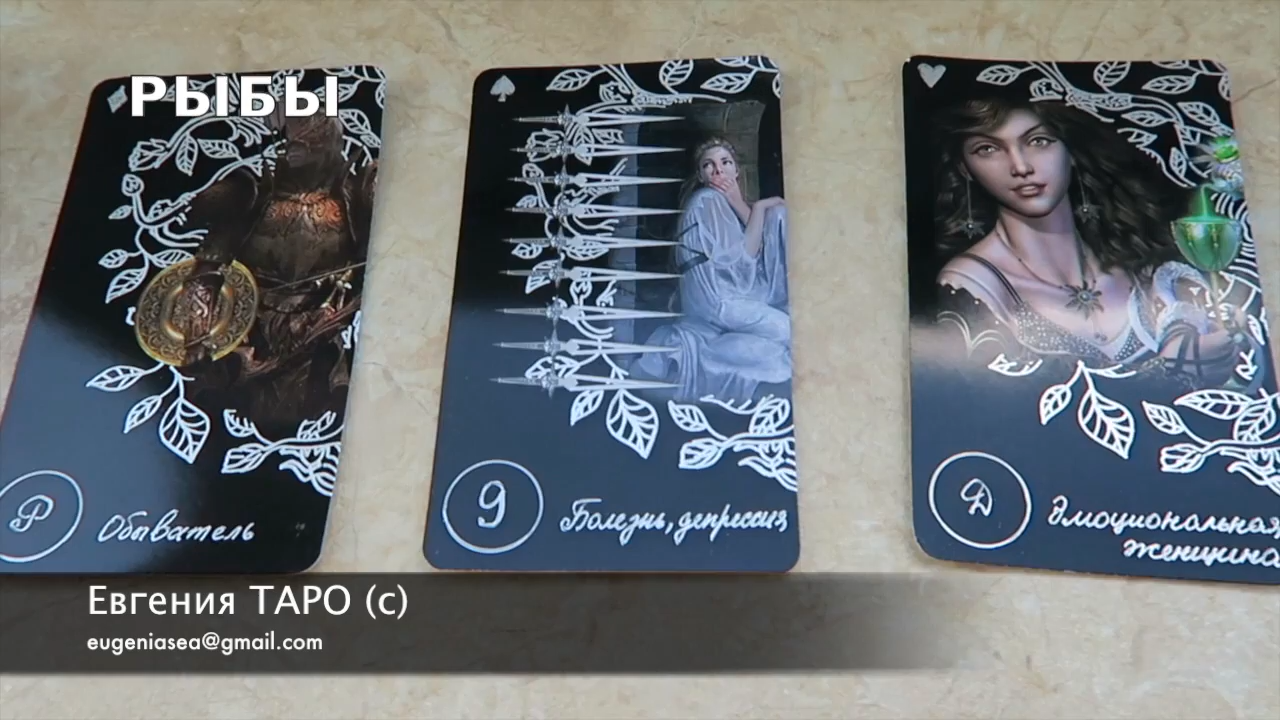 РЫБЫ
Р
Обыватель
9
Болезнь, депрессия
Д
Эмоциональная
женщина
Евгения ТАРО (с)
eugeniasea@gmail.com